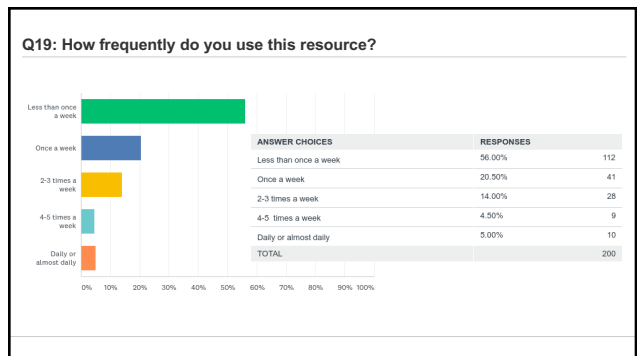 Q19: How frequently do you use this resource?
Less than once
a week
Once a week
2-3 times a
week
4-5 times a
week
Daily or
almost daily
0% 10% 20% 30% 40% 50% 60% 70% 80% 90% 100%
ANSWER CHOICES RESPONSES
Less than once a week 56.00% 112
Once a week 20.50% 41
2-3 times a week 14.00% 28
4-5 times a week 4.50% 9
Daily or almost daily 5.00% 10
TOTAL 200